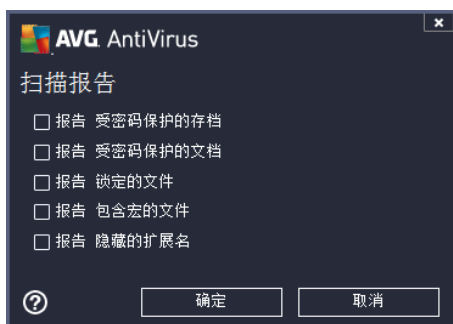 AVG AntiVirus
扫描报告
报告 受密码保护的存档
报告 受密码保护的文档
报告 锁定的文件
报告 包含宏的文件
报告 隐藏的扩展名
确定 取消